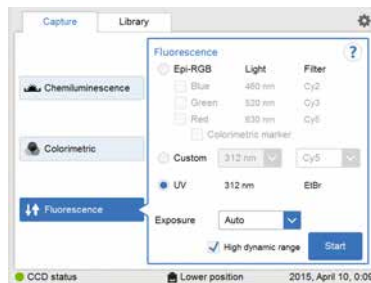 Capture Library
Fluorescence ?
Epi-RGB Light Filter
Blue 460 nm Cy2
Green 520 nm Cy3
Red 630 nm Cy5
Colorimetric marker
Chemiluminescence
Colorimetric
Custom 312 nm Cy5
UV 312 nm EtBr
Fluorescence
Exposure Auto
High dynamic range Start
CCD status Lower position 2015, April 10, 0:09